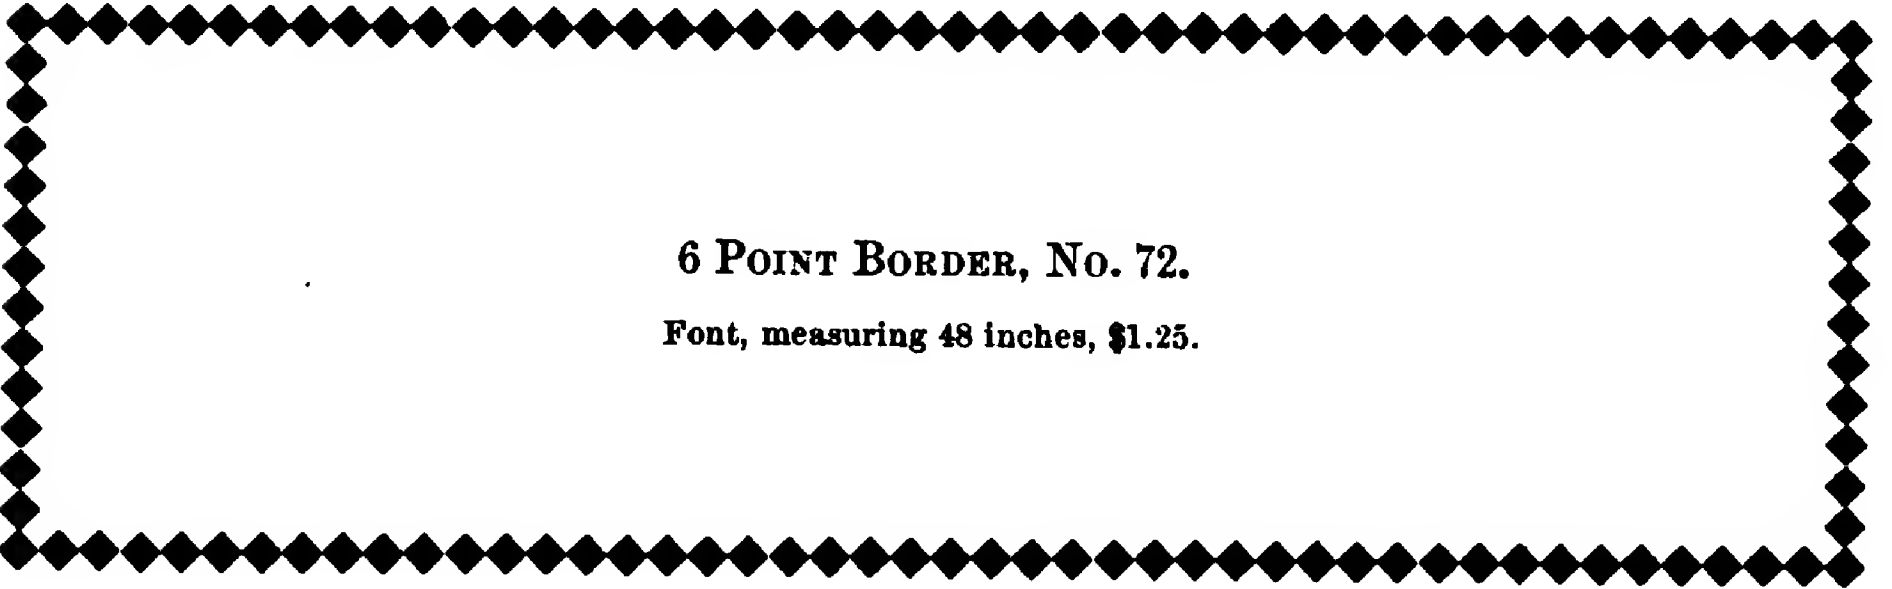 6 Point Border, No. 72.
Font, measuring 48 inches, $1.25.